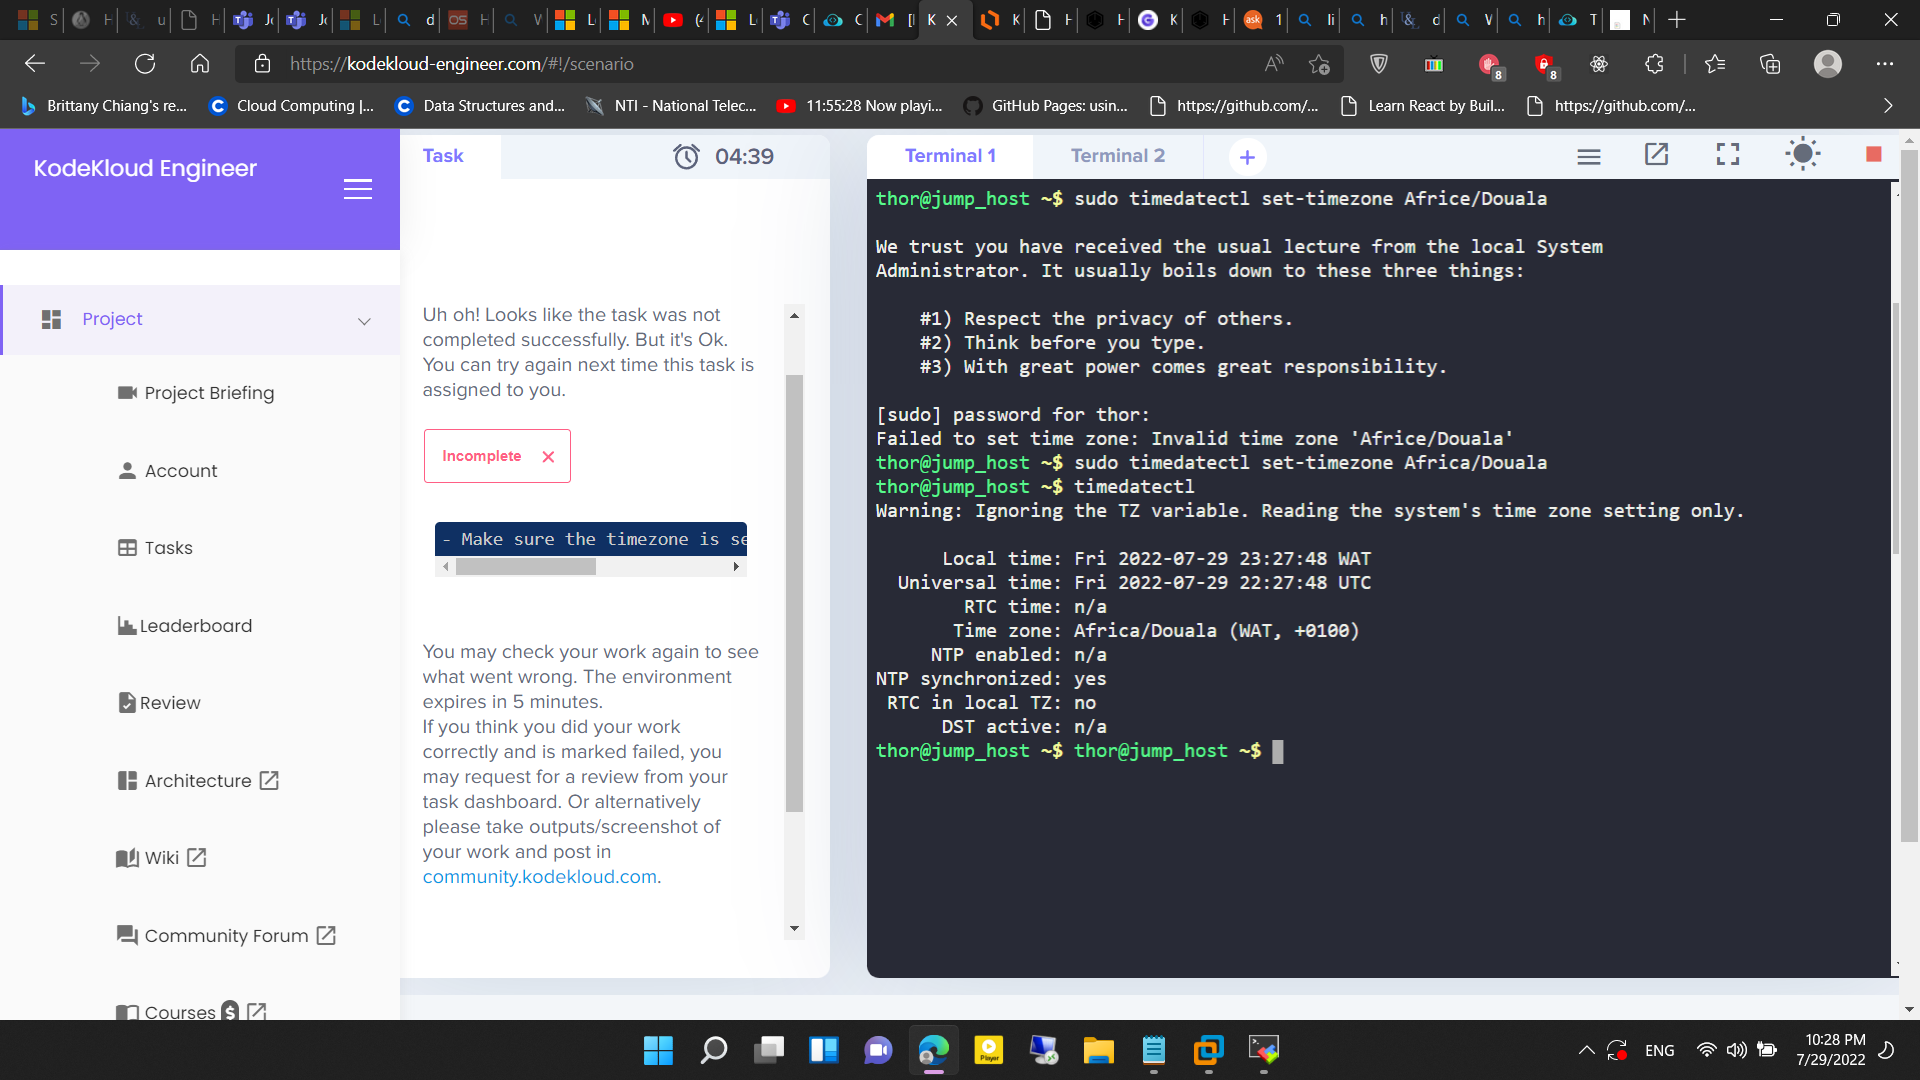 https://kodekloud-engineer.com/#!/scenario
8
8
Brittany Chiang's re...
Cloud Computing |...
Data Structures and...
NTI - National Telec...
11:55:28 Now playi...
GitHub Pages: usin...
https://github.com/...
Learn React by Buil...
https://github.com/...
KodeKloud Engineer
Project
Project Briefing
Account
Tasks
Leaderboard
Review
Architecture
Wiki
Community Forum
Courses
Task
04:39
Uh oh! Looks like the task was not
completed successfully. But it's Ok.
You can try again next time this task is
assigned to you.
Incomplete ×
- Make sure the timezone is se
You may check your work again to see
what went wrong. The environment
expires in 5 minutes.
If you think you did your work
correctly and is marked failed, you
may request for a review from your
task dashboard. Or alternatively
please take outputs/screenshot of
your work and post in
community.kodekloud.com.
Terminal 1
Terminal 2
+
thor@jump_host ~$ sudo timedatectl set-timezone Africe/Douala
We trust you have received the usual lecture from the local System
Administrator. It usually boils down to these three things:
#1) Respect the privacy of others.
#2) Think before you type.
#3) With great power comes great responsibility.
[sudo] password for thor:
Failed to set time zone: Invalid time zone 'Africe/Douala'
thor@jump_host ~$ sudo timedatectl set-timezone Africa/Douala
thor@jump_host ~$ timedatectl
Warning: Ignoring the TZ variable. Reading the system's time zone setting only.
Local time: Fri 2022-07-29 23:27:48 WAT
Universal time: Fri 2022-07-29 22:27:48 UTC
RTC time: n/a
Time zone: Africa/Douala (WAT, +0100)
NTP enabled: n/a
NTP synchronized: yes
RTC in local TZ: no
DST active: n/a
thor@jump_host ~$ thor@jump_host ~$
ENG
10:28 PM
7/29/2022